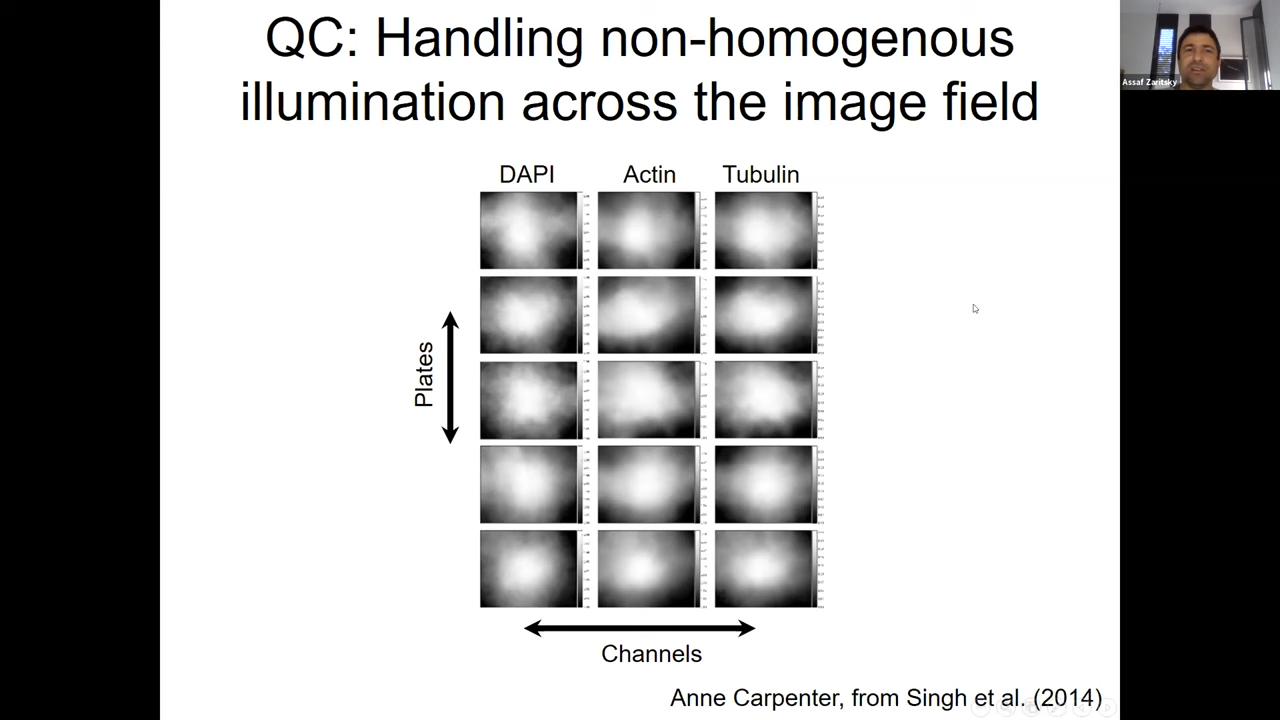 QC: Handling non-homogenous
illumination across the image field
Assaf Zaritsky
DAPI
Actin
Tubulin
Plates
Channels
Anne Carpenter, from Singh et al. (2014)